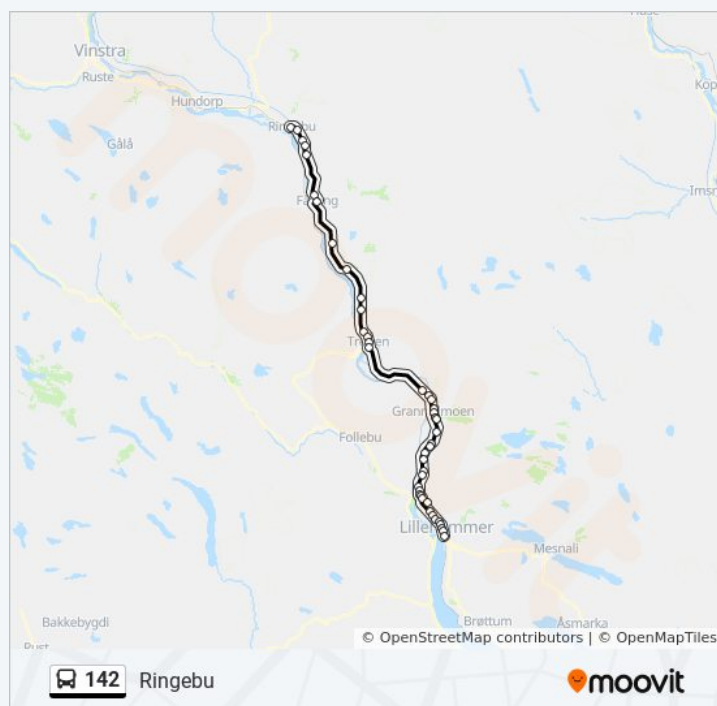 Vinstra
Ruste
Hundorp
Ringebu
Gålå
Fåvang
Tretten
Granrudmoen
Follebu
Lillehammer
Mesnali
Bakkebygdi
Brøttum
Åsmarka
Rust
© OpenStreetMap contributors | © OpenMapTiles
142 Ringebu
moovit